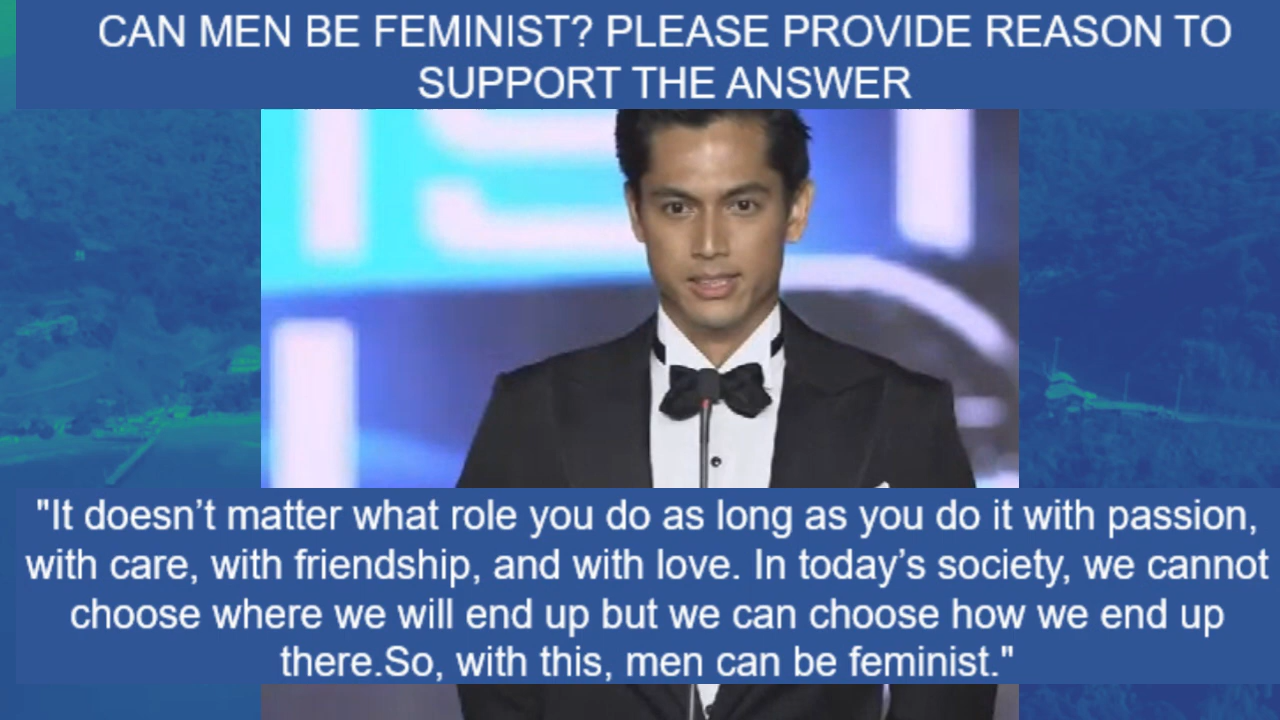 CAN MEN BE FEMINIST? PLEASE PROVIDE REASON TO
SUPPORT THE ANSWER
"It doesn’t matter what role you do as long as you do it with passion,
with care, with friendship, and with love. In today’s society, we cannot
choose where we will end up but we can choose how we end up
there.So, with this, men can be feminist."